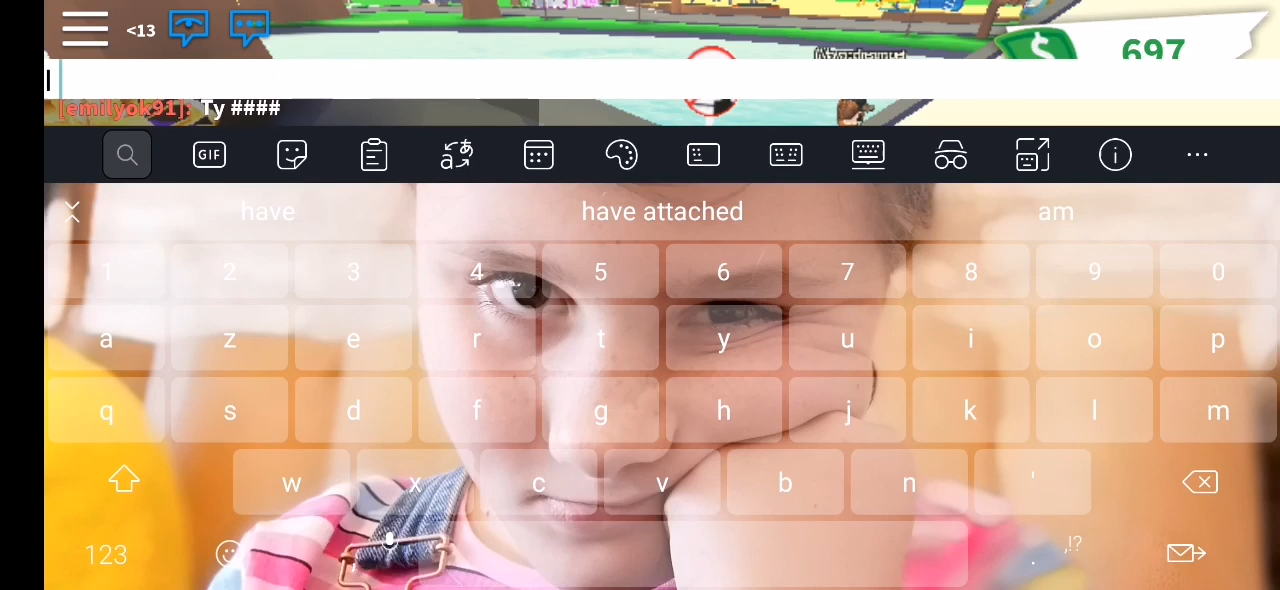 <13
697
I
[emilyok91]: Ty ####
GIF
have have attached am
1 2 3 4 5 6 7 8 9 0
a z e r t y u i o p
q s d f g h j k l m
w x c v b n '
123 , . ,!?